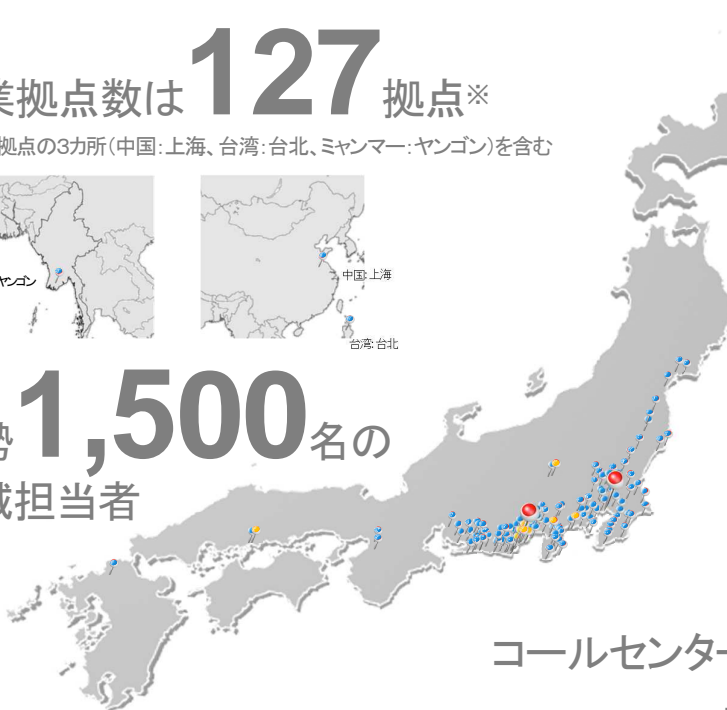 業拠点数は127拠点※
拠点の3カ所(中国:上海、台湾:台北、ミャンマー:ヤンゴン)を含む
ヤンゴン
中国:上海
台湾:台北
勢1,500名の
域担当者
コールセンター